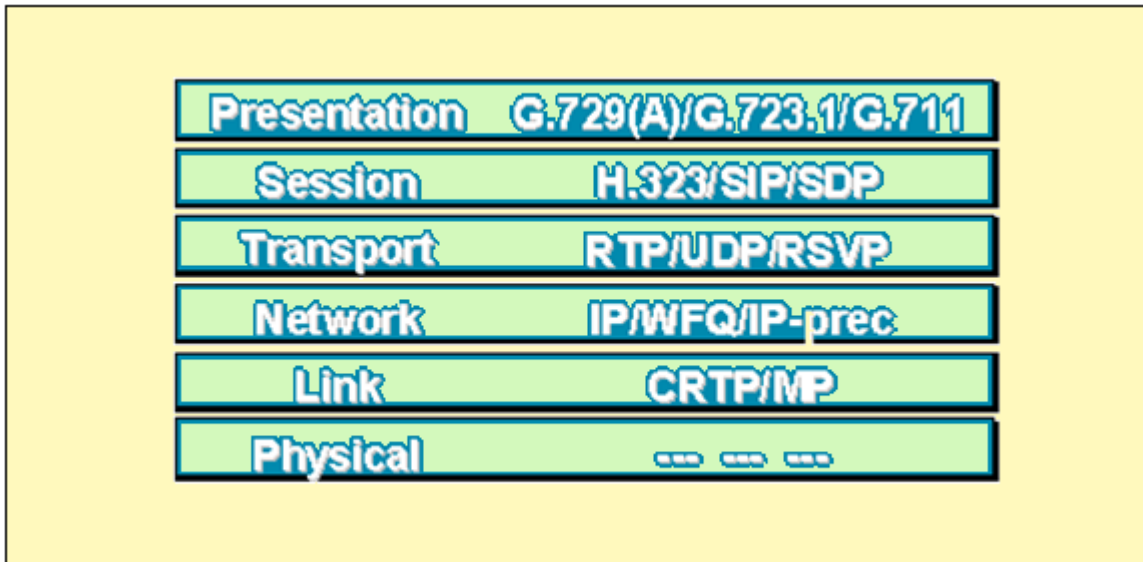 Presentation G.729(A)/G.723.1/G.711
Session H.323/SIP/SDP
Transport RTP/UDP/RSVP
Network IP/WFQ/IP-prec
Link CRTP/MP
Physical --- --- ---